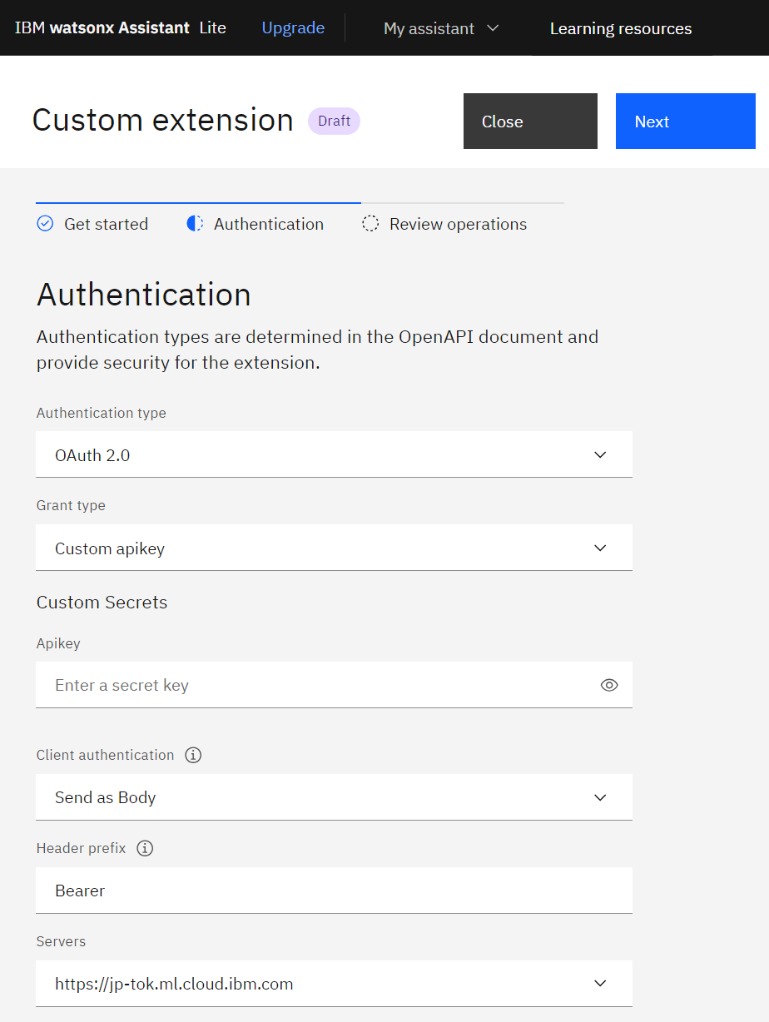 IBM watsonx Assistant Lite Upgrade My assistant Learning resources
Custom extension Draft Close Next
Get started Authentication Review operations
Authentication
Authentication types are determined in the OpenAPI document and
provide security for the extension.
Authentication type
OAuth 2.0
Grant type
Custom apikey
Custom Secrets
Apikey
Enter a secret key
Client authentication
Send as Body
Header prefix
Bearer
Servers
https://jp-tok.ml.cloud.ibm.com